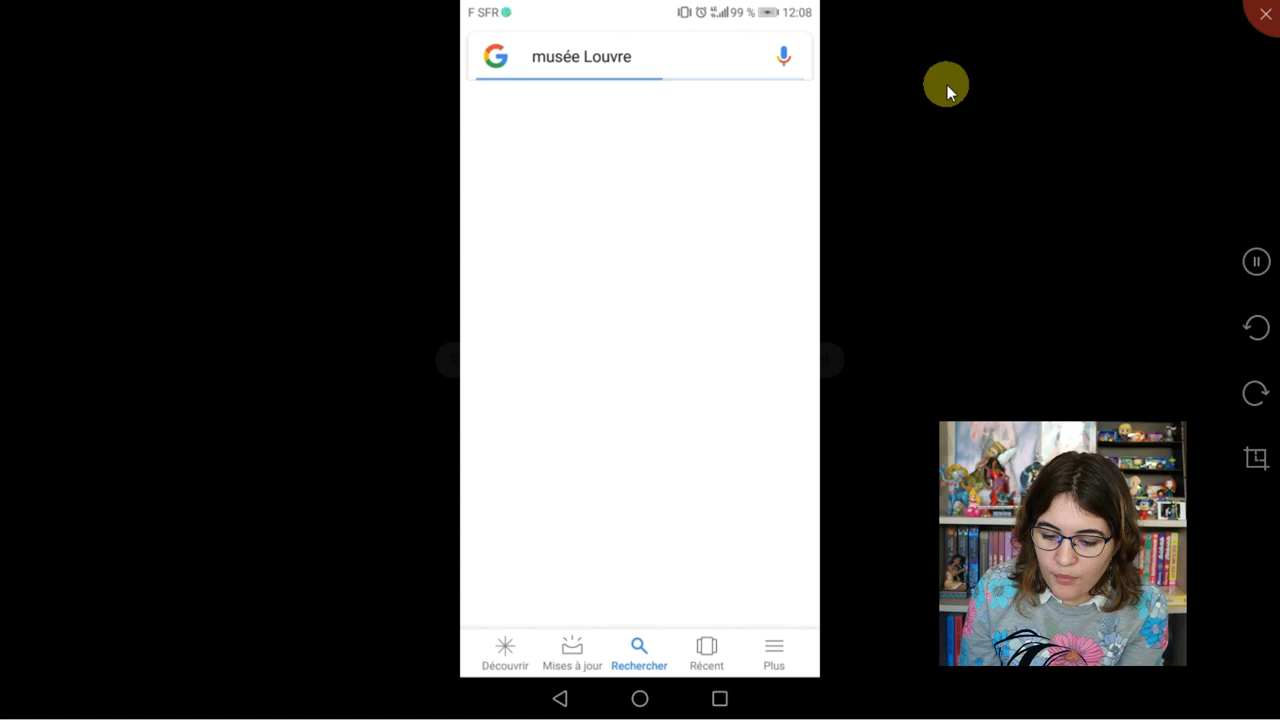 F SFR 99 % 12:08
musée Louvre
Découvrir Mises à jour Rechercher Récent Plus